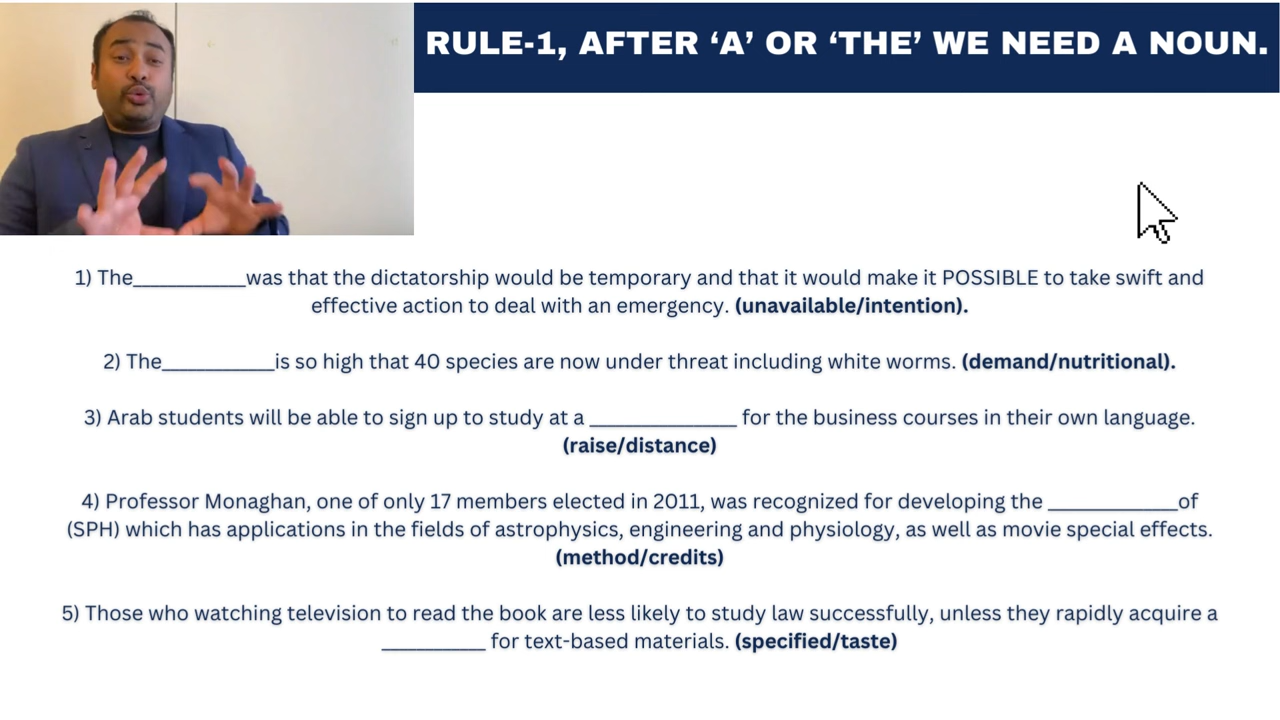 RULE-1, AFTER ‘A’ OR ‘THE’ WE NEED A NOUN.
1) The___________was that the dictatorship would be temporary and that it would make it POSSIBLE to take swift and
effective action to deal with an emergency. (unavailable/intention).
2) The___________is so high that 40 species are now under threat including white worms. (demand/nutritional).
3) Arab students will be able to sign up to study at a ______________ for the business courses in their own language.
(raise/distance)
4) Professor Monaghan, one of only 17 members elected in 2011, was recognized for developing the ____________of
(SPH) which has applications in the fields of astrophysics, engineering and physiology, as well as movie special effects.
(method/credits)
5) Those who watching television to read the book are less likely to study law successfully, unless they rapidly acquire a
__________ for text-based materials. (specified/taste)